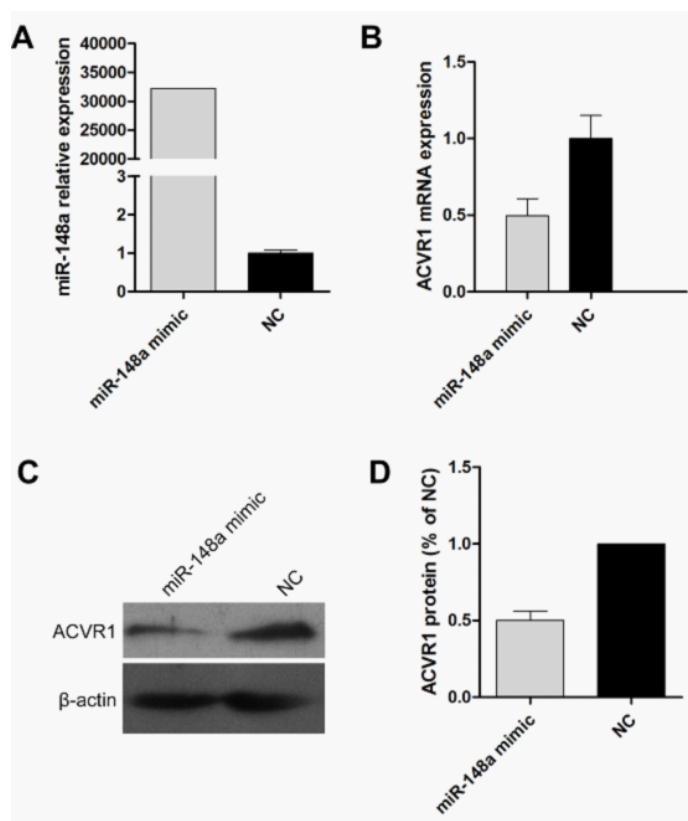 A
miR-148a relative expression
40000
35000
30000
25000
20000
3
2
1
0
miR-148a mimic
NC
B
ACVR1 mRNA expression
1.5
1.0
0.5
0.0
miR-148a mimic
NC
C
miR-148a mimic
NC
ACVR1
β-actin
D
ACVR1 protein (% of NC)
1.5
1.0
0.5
0.0
miR-148a mimic
NC